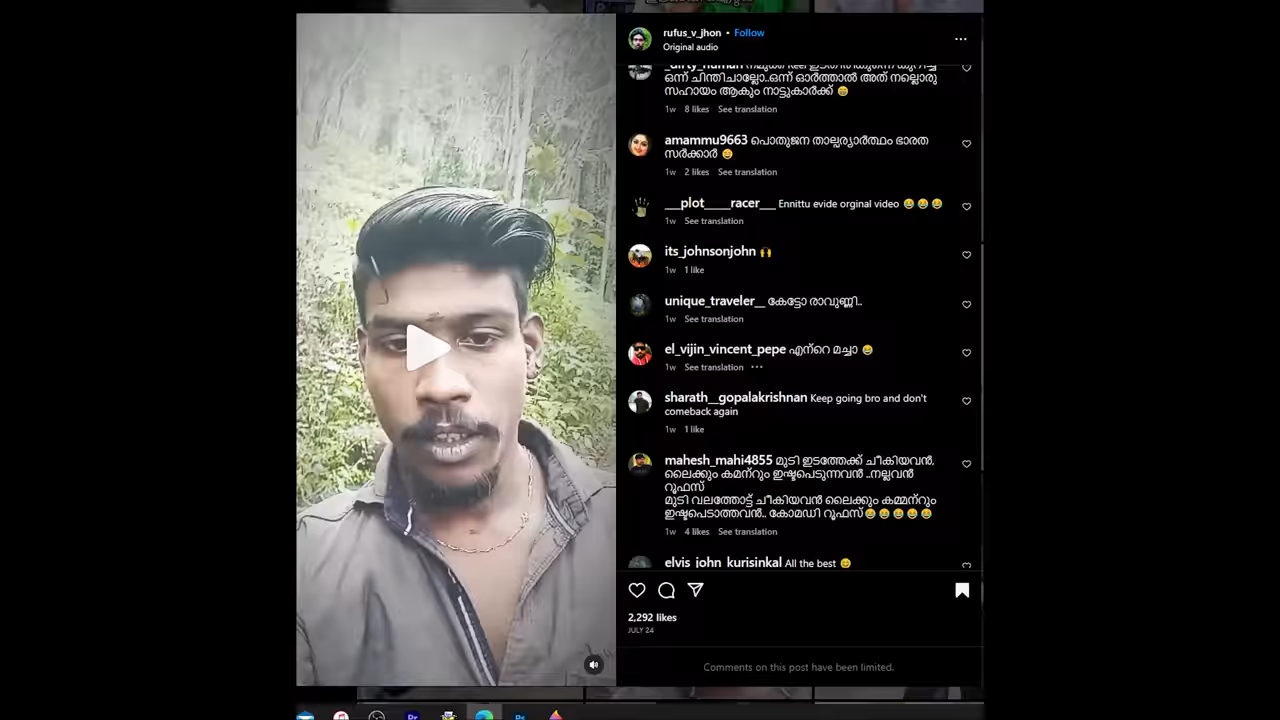 rufus_v_jhon • Follow
Original audio
ഒന്ന് ചിന്തിചാല്ലോ..ഒന്ന് ഓർത്താൽ അത് നല്ലൊരു
സഹായം ആകും നാട്ടുകാർക്ക് 😁
1w 8 likes See translation
amammu9663 പൊതുജന താല്പര്യാർത്ഥം ഭാരത
സർക്കാർ 😄
1w 2 likes See translation
___plot____racer___ Ennittu evide orginal video 😂😂😂
1w See translation
its_johnsonjohn 🙌
1w 1 like
unique_traveler__ കേട്ടോ രാവുണ്ണി..
1w See translation
el_vijin_vincent_pepe എന്റെ മച്ചാ 😂
1w See translation •••
sharath__gopalakrishnan Keep going bro and don't
comeback again
1w 1 like
mahesh_mahi4855 മുടി ഇടത്തേക്ക് ചീകിയവൻ.
ലൈക്കും കമന്റും ഇഷ്ടപെടുന്നവൻ ..നല്ലവൻ
റൂഫസ്
മുടി വലത്തോട്ട് ചീകിയവൻ ലൈക്കും കമ്മന്റും
ഇഷ്ടപെടാത്തവൻ.. കോമഡി റൂഫസ്😂😂😂😂😂
1w 4 likes See translation
elvis_john_kurisinkal All the best 😊
2,292 likes
JULY 24
Comments on this post have been limited.
Pr
Ps